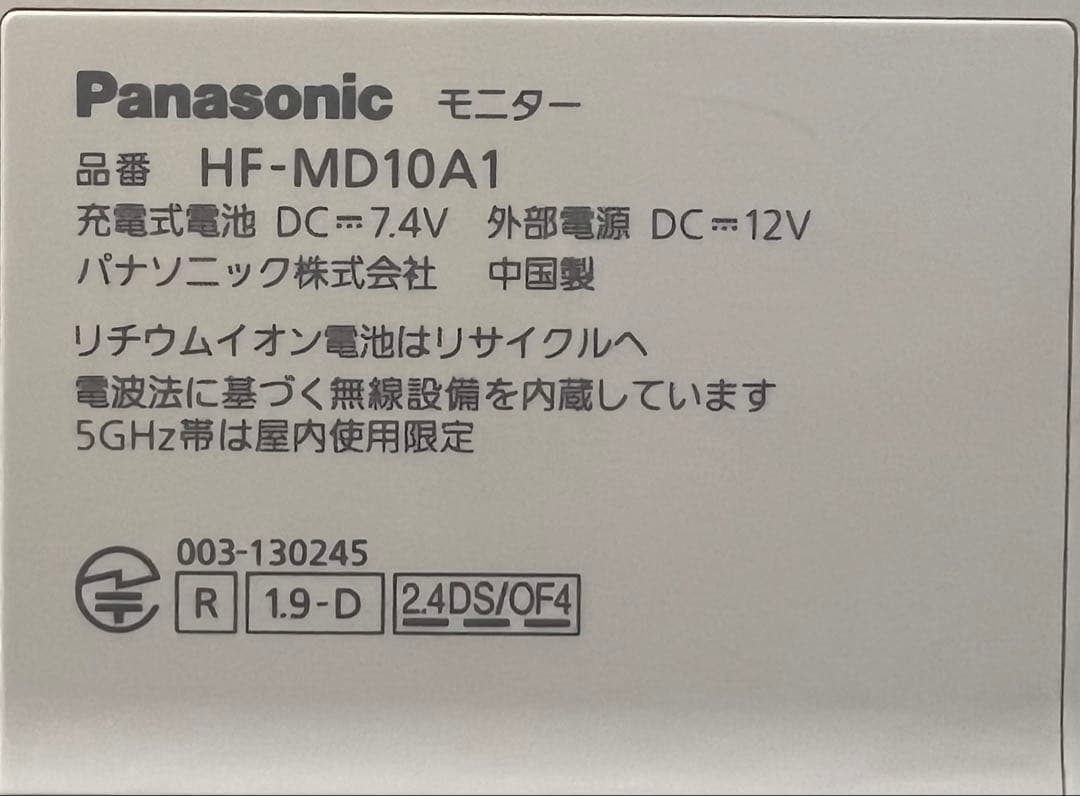 Panasonic モニター
品番 HF-MD10A1
充電式電池 DC⎓7.4V 外部電源 DC⎓12V
パナソニック株式会社 中国製
リチウムイオン電池はリサイクルへ
電波法に基づく無線設備を内蔵しています
5GHz帯は屋内使用限定
003-130245
R 1.9-D 2.4DS/OF4